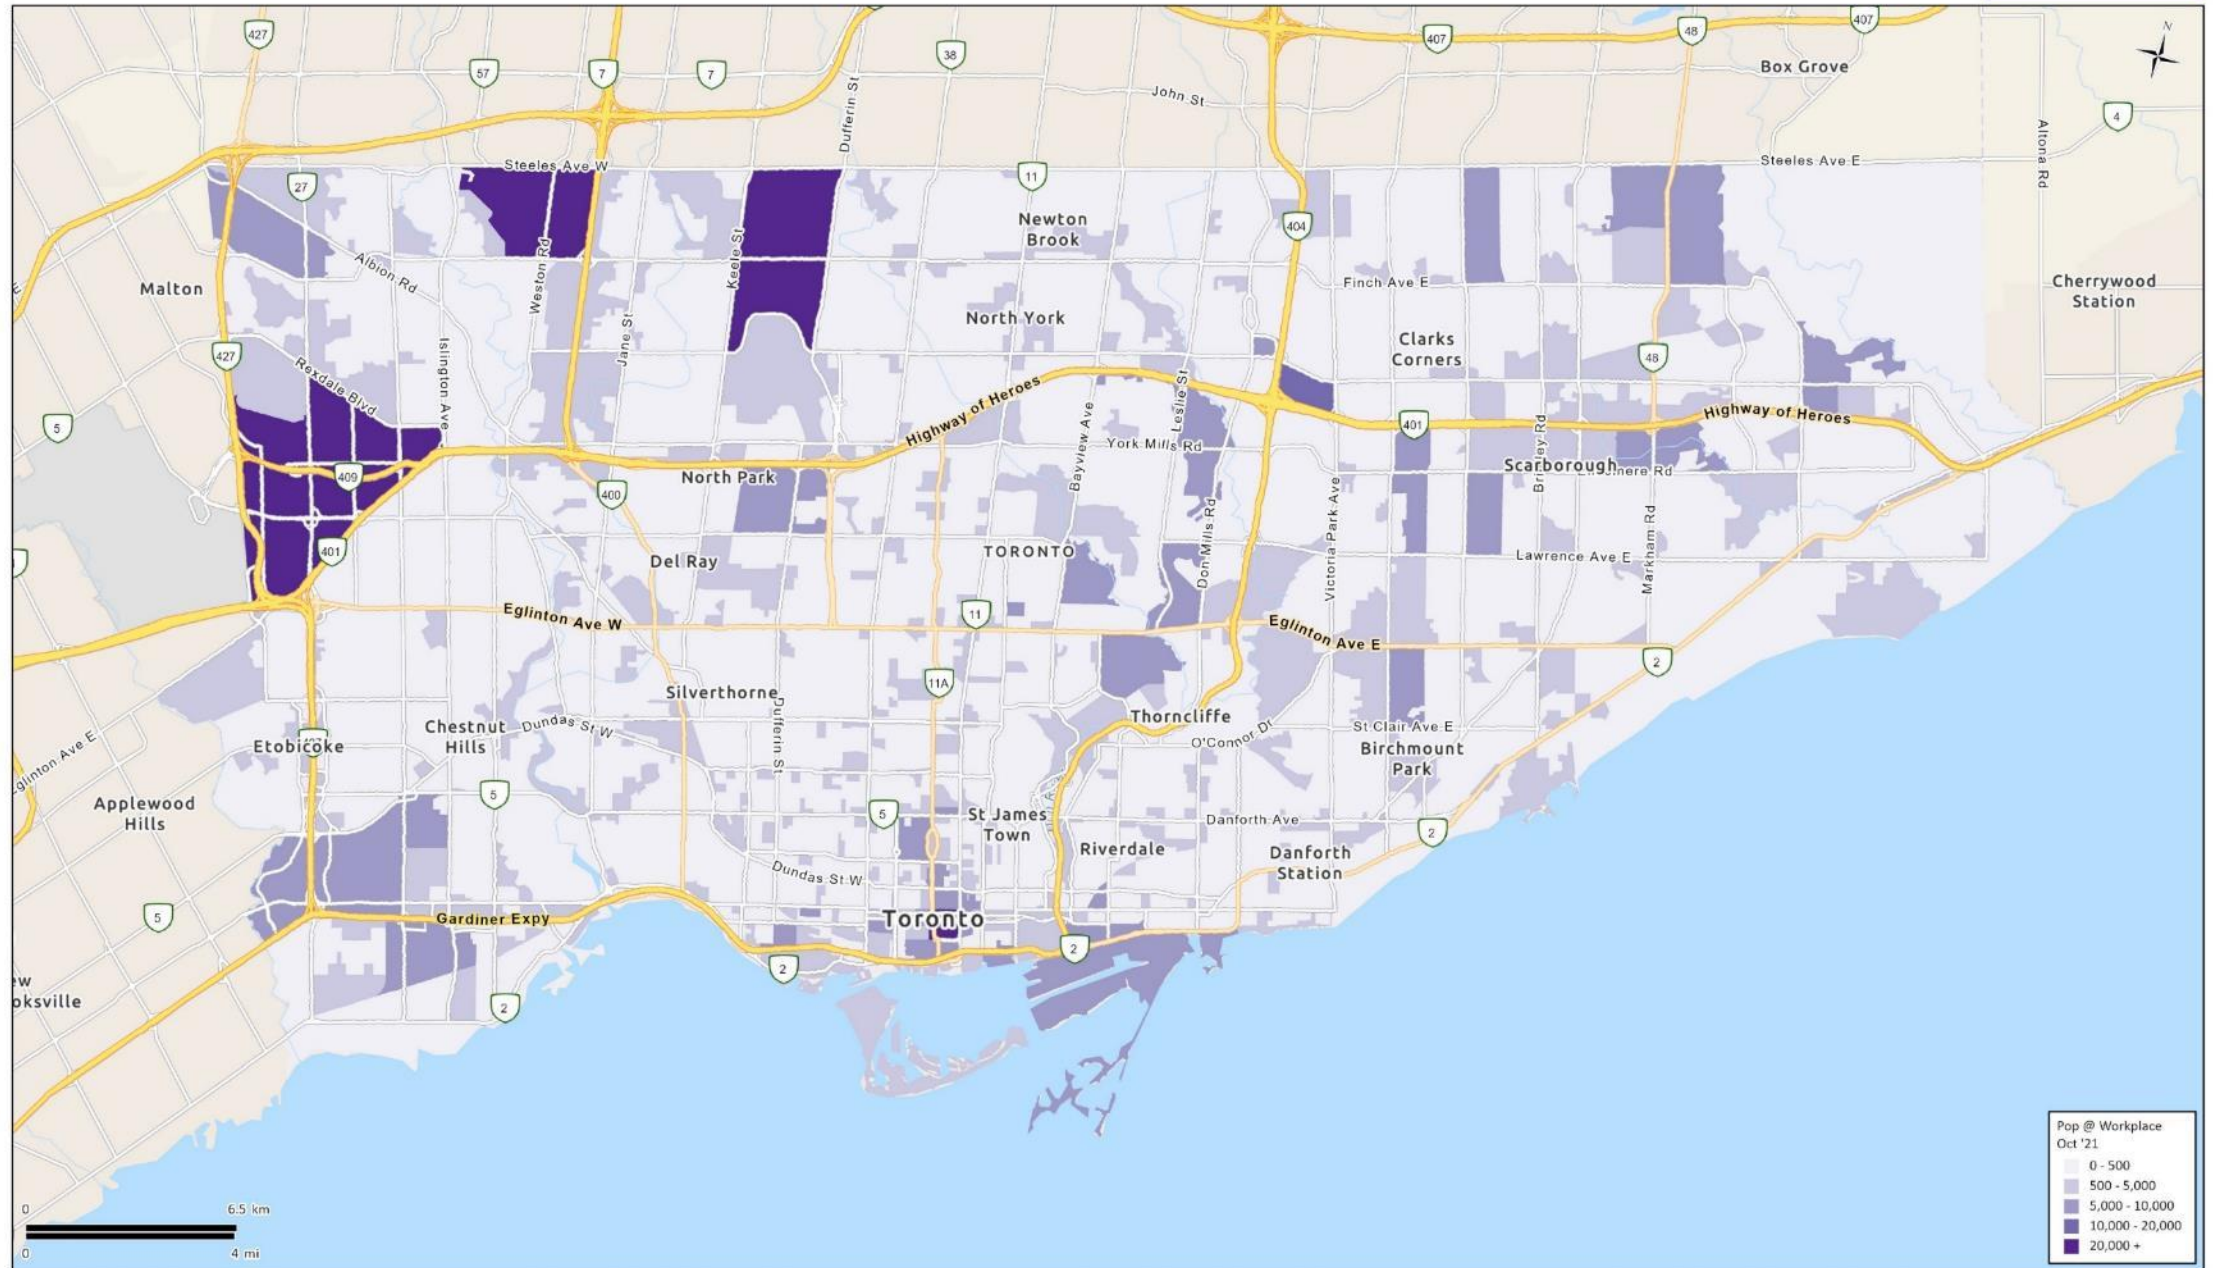 427
407
48
407
38
57
7
7
Box Grove
John St
Dufferin St
4
Altona Rd
Steeles Ave W
Steeles Ave E
27
11
Newton
Brook
404
Keele St
Weston Rd
Albion Rd
Malton
Finch Ave E
Cherrywood
Station
North York
Jane St
Clarks
Corners
427
48
Islington Ave
Rexdale Blvd
Leslie St
Highway of Heroes
Highway of Heroes
5
401
Bayview Ave
York Mills Rd
Scarborough
409
North Park
400
Victoria Park Ave
Don Mills Rd
Markham Rd
401
TORONTO
Lawrence Ave E
Del Ray
Eglinton Ave W
11
Eglinton Ave E
2
11A
Silverthorne
Dufferin St
Chestnut
Hills
Dundas St W
Thorncliffe
St Clair Ave E
O'Connor Dr
Etobicoke
Birchmount
Park
Eglinton Ave E
5
Applewood
Hills
5
St James
Town
Danforth Ave
2
Riverdale
Danforth
Station
Dundas St W
5
Gardiner Expy
Toronto
2
2
2
ew
oksville
Pop @ Workplace
Oct '21
0 - 500
500 - 5,000
5,000 - 10,000
10,000 - 20,000
20,000 +
0 6.5 km
0 4 mi
N